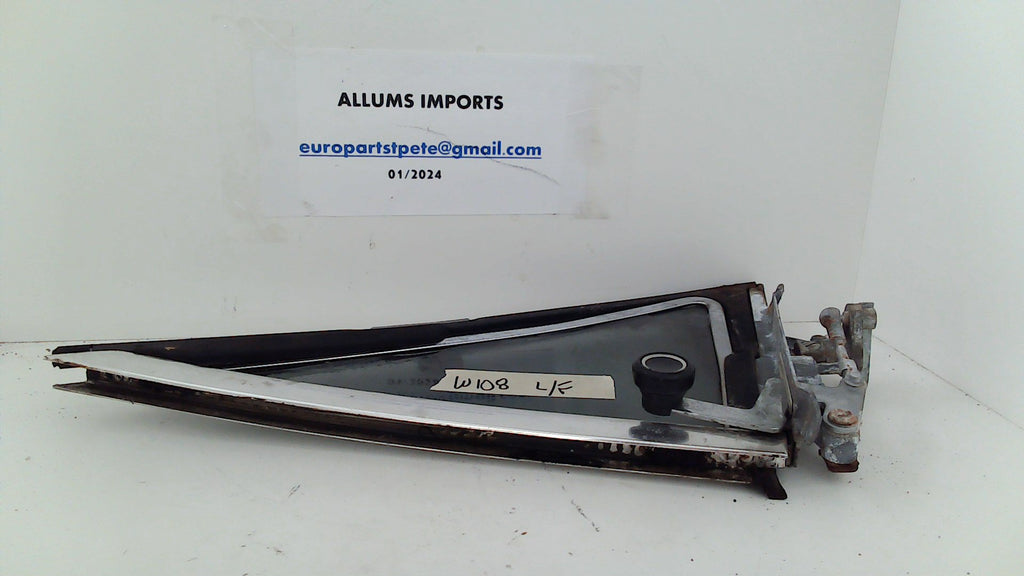 ALLUMS IMPORTS
europartstpete@gmail.com
01/2024
W108 L/F